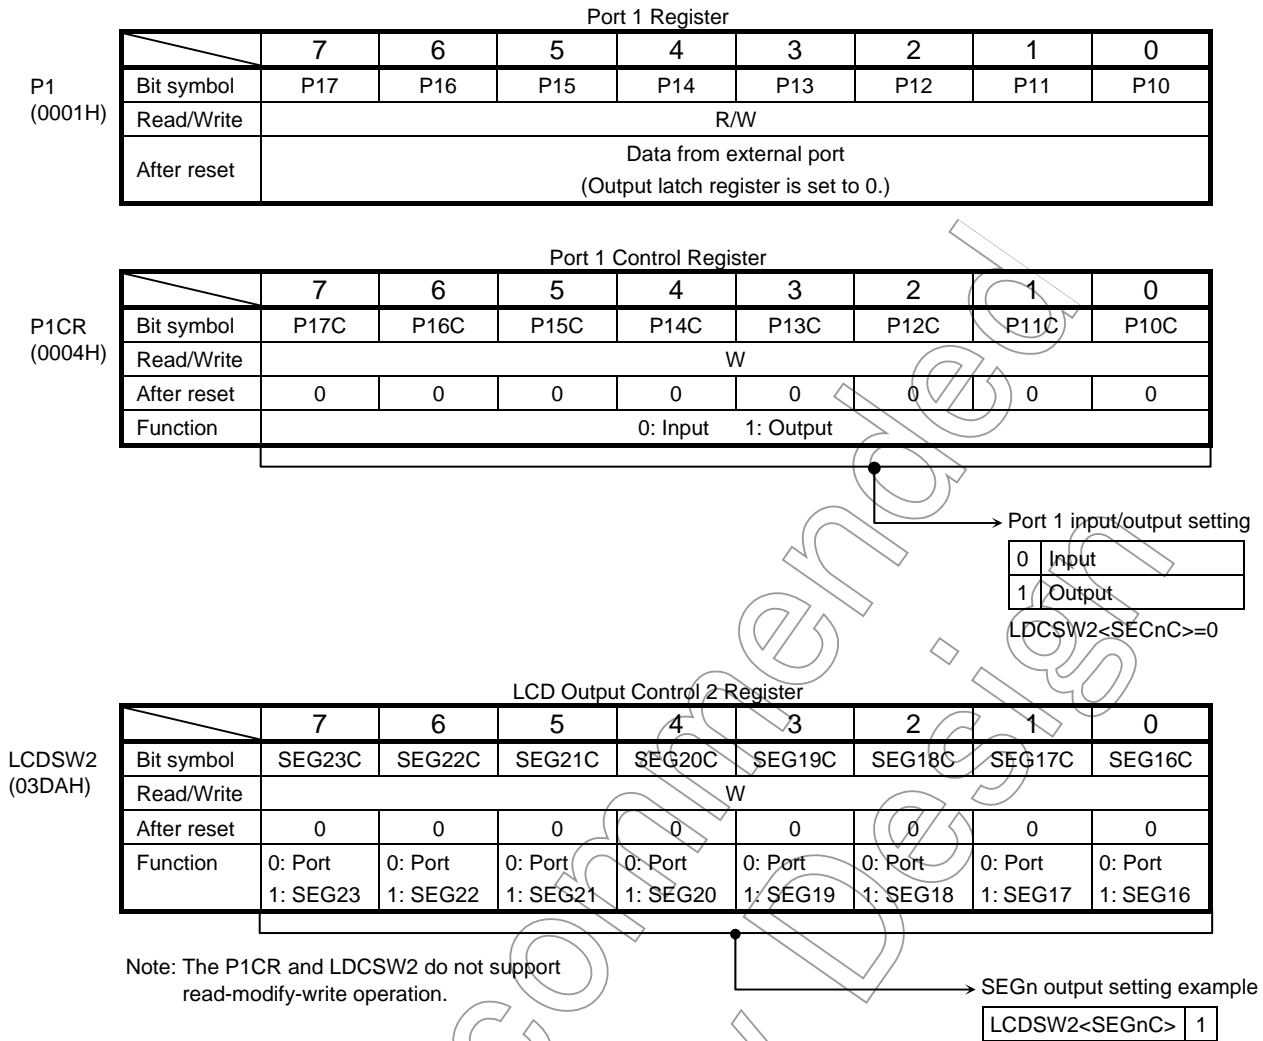 Port 1 Register
7 6 5 4 3 2 1 0
P1
(0001H)
Bit symbol P17 P16 P15 P14 P13 P12 P11 P10
Read/Write R/W
After reset Data from external port
(Output latch register is set to 0.)
Port 1 Control Register
7 6 5 4 3 2 1 0
P1CR
(0004H)
Bit symbol P17C P16C P15C P14C P13C P12C P11C P10C
Read/Write W
After reset 0 0 0 0 0 0 0 0
Function 0: Input 1: Output
Port 1 input/output setting
0 Input
1 Output
LDCSW2<SECnC>=0
LCD Output Control 2 Register
7 6 5 4 3 2 1 0
LCDSW2
(03DAH)
Bit symbol SEG23C SEG22C SEG21C SEG20C SEG19C SEG18C SEG17C SEG16C
Read/Write W
After reset 0 0 0 0 0 0 0 0
Function 0: Port 0: Port 0: Port 0: Port 0: Port 0: Port 0: Port 0: Port
1: SEG23 1: SEG22 1: SEG21 1: SEG20 1: SEG19 1: SEG18 1: SEG17 1: SEG16
Note: The P1CR and LDCSW2 do not support
read-modify-write operation.
SEGn output setting example
LCDSW2<SEGnC> 1